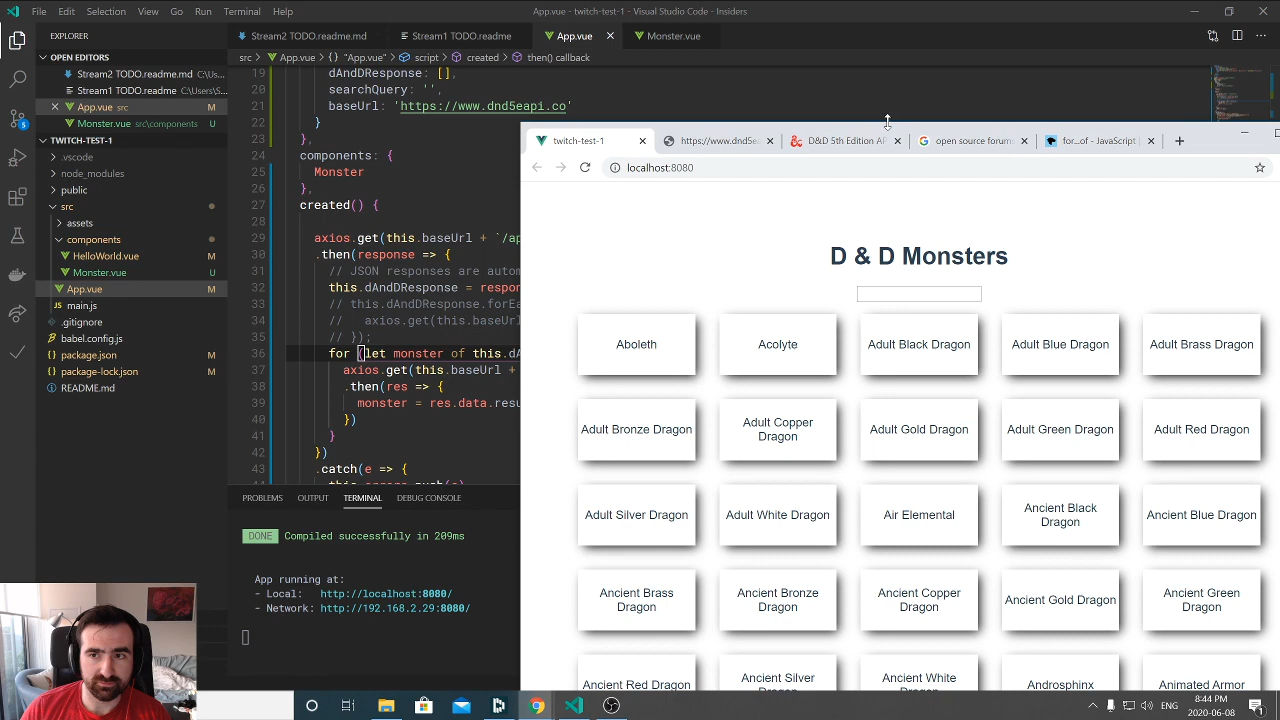 File Edit Selection View Go Run Terminal Help
App.vue - twitch-test-1 - Visual Studio Code - Insiders
EXPLORER
OPEN EDITORS
Stream2 TODO.readme.md C:\Us...
Stream1 TODO.readme.md C:\Us...
App.vue src M
Monster.vue src\components U
TWITCH-TEST-1
.vscode
node_modules
public
src
assets
components
HelloWorld.vue M
Monster.vue U
App.vue M
main.js
.gitignore
babel.config.js
package.json M
package-lock.json M
README.md
5
Stream2 TODO.readme.md
Stream1 TODO.readme
App.vue
Monster.vue
src > App.vue > {} "App.vue" > script > created > then() callback
19 dAndDResponse: [],
20 searchQuery: '',
21 baseUrl: 'https://www.dnd5eapi.co'
22 }
23 },
24 components: {
25 Monster
26 },
27 created() {
28
29 axios.get(this.baseUrl + `/ap
30 .then(response => {
31 // JSON responses are autom
32 this.dAndDResponse = respon
33 // this.dAndDResponse.forEa
34 // axios.get(this.baseUrl
35 // });
36 for (let monster of this.dA
37 axios.get(this.baseUrl +
38 .then(res => {
39 monster = res.data.resu
40 })
41 }
42 })
43 .catch(e => {
PROBLEMS OUTPUT TERMINAL DEBUG CONSOLE
DONE Compiled successfully in 209ms
App running at:
- Local: http://localhost:8080/
- Network: http://192.168.2.29:8080/
twitch-test-1
https://www.dnd5e
D&D 5th Edition AP
open source forums
for...of - JavaScript |
localhost:8080
D & D Monsters
Aboleth
Acolyte
Adult Black Dragon
Adult Blue Dragon
Adult Brass Dragon
Adult Bronze Dragon
Adult Copper
Dragon
Adult Gold Dragon
Adult Green Dragon
Adult Red Dragon
Adult Silver Dragon
Adult White Dragon
Air Elemental
Ancient Black
Dragon
Ancient Blue Dragon
Ancient Brass
Dragon
Ancient Bronze
Dragon
Ancient Copper
Dragon
Ancient Gold Dragon
Ancient Green
Dragon
Ancient Red Dragon
Ancient Silver
Dragon
Ancient White
Dragon
Androsphinx
Animated Armor
ENG
8:44 PM
2020-06-08